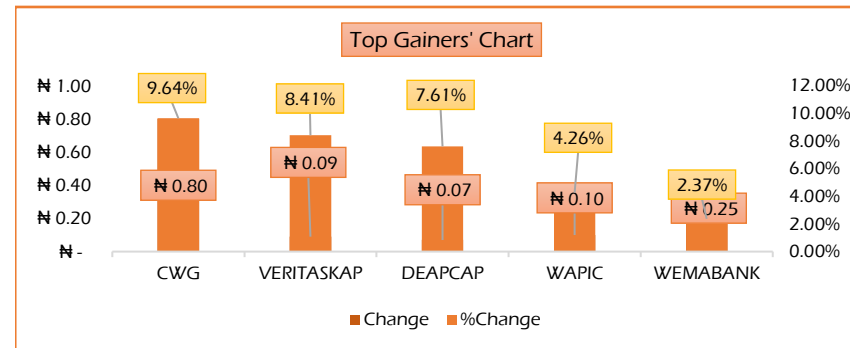 Top Gainers' Chart
₦ 1.00
₦ 0.80
₦ 0.60
₦ 0.40
₦ 0.20
₦ -
9.64%
8.41%
7.61%
4.26%
2.37%
₦ 0.80
₦ 0.09
₦ 0.07
₦ 0.10
₦ 0.25
12.00%
10.00%
8.00%
6.00%
4.00%
2.00%
0.00%
CWG
VERITASKAP
DEAPCAP
WAPIC
WEMABANK
Change
%Change